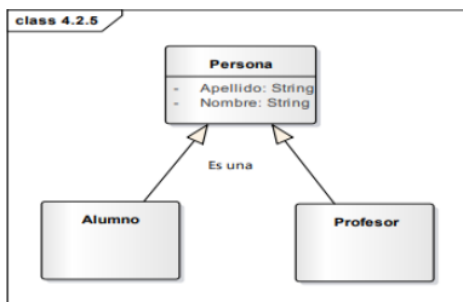 class 4.2.5
Persona
- Apellido: String
- Nombre: String
Es una
Alumno
Profesor